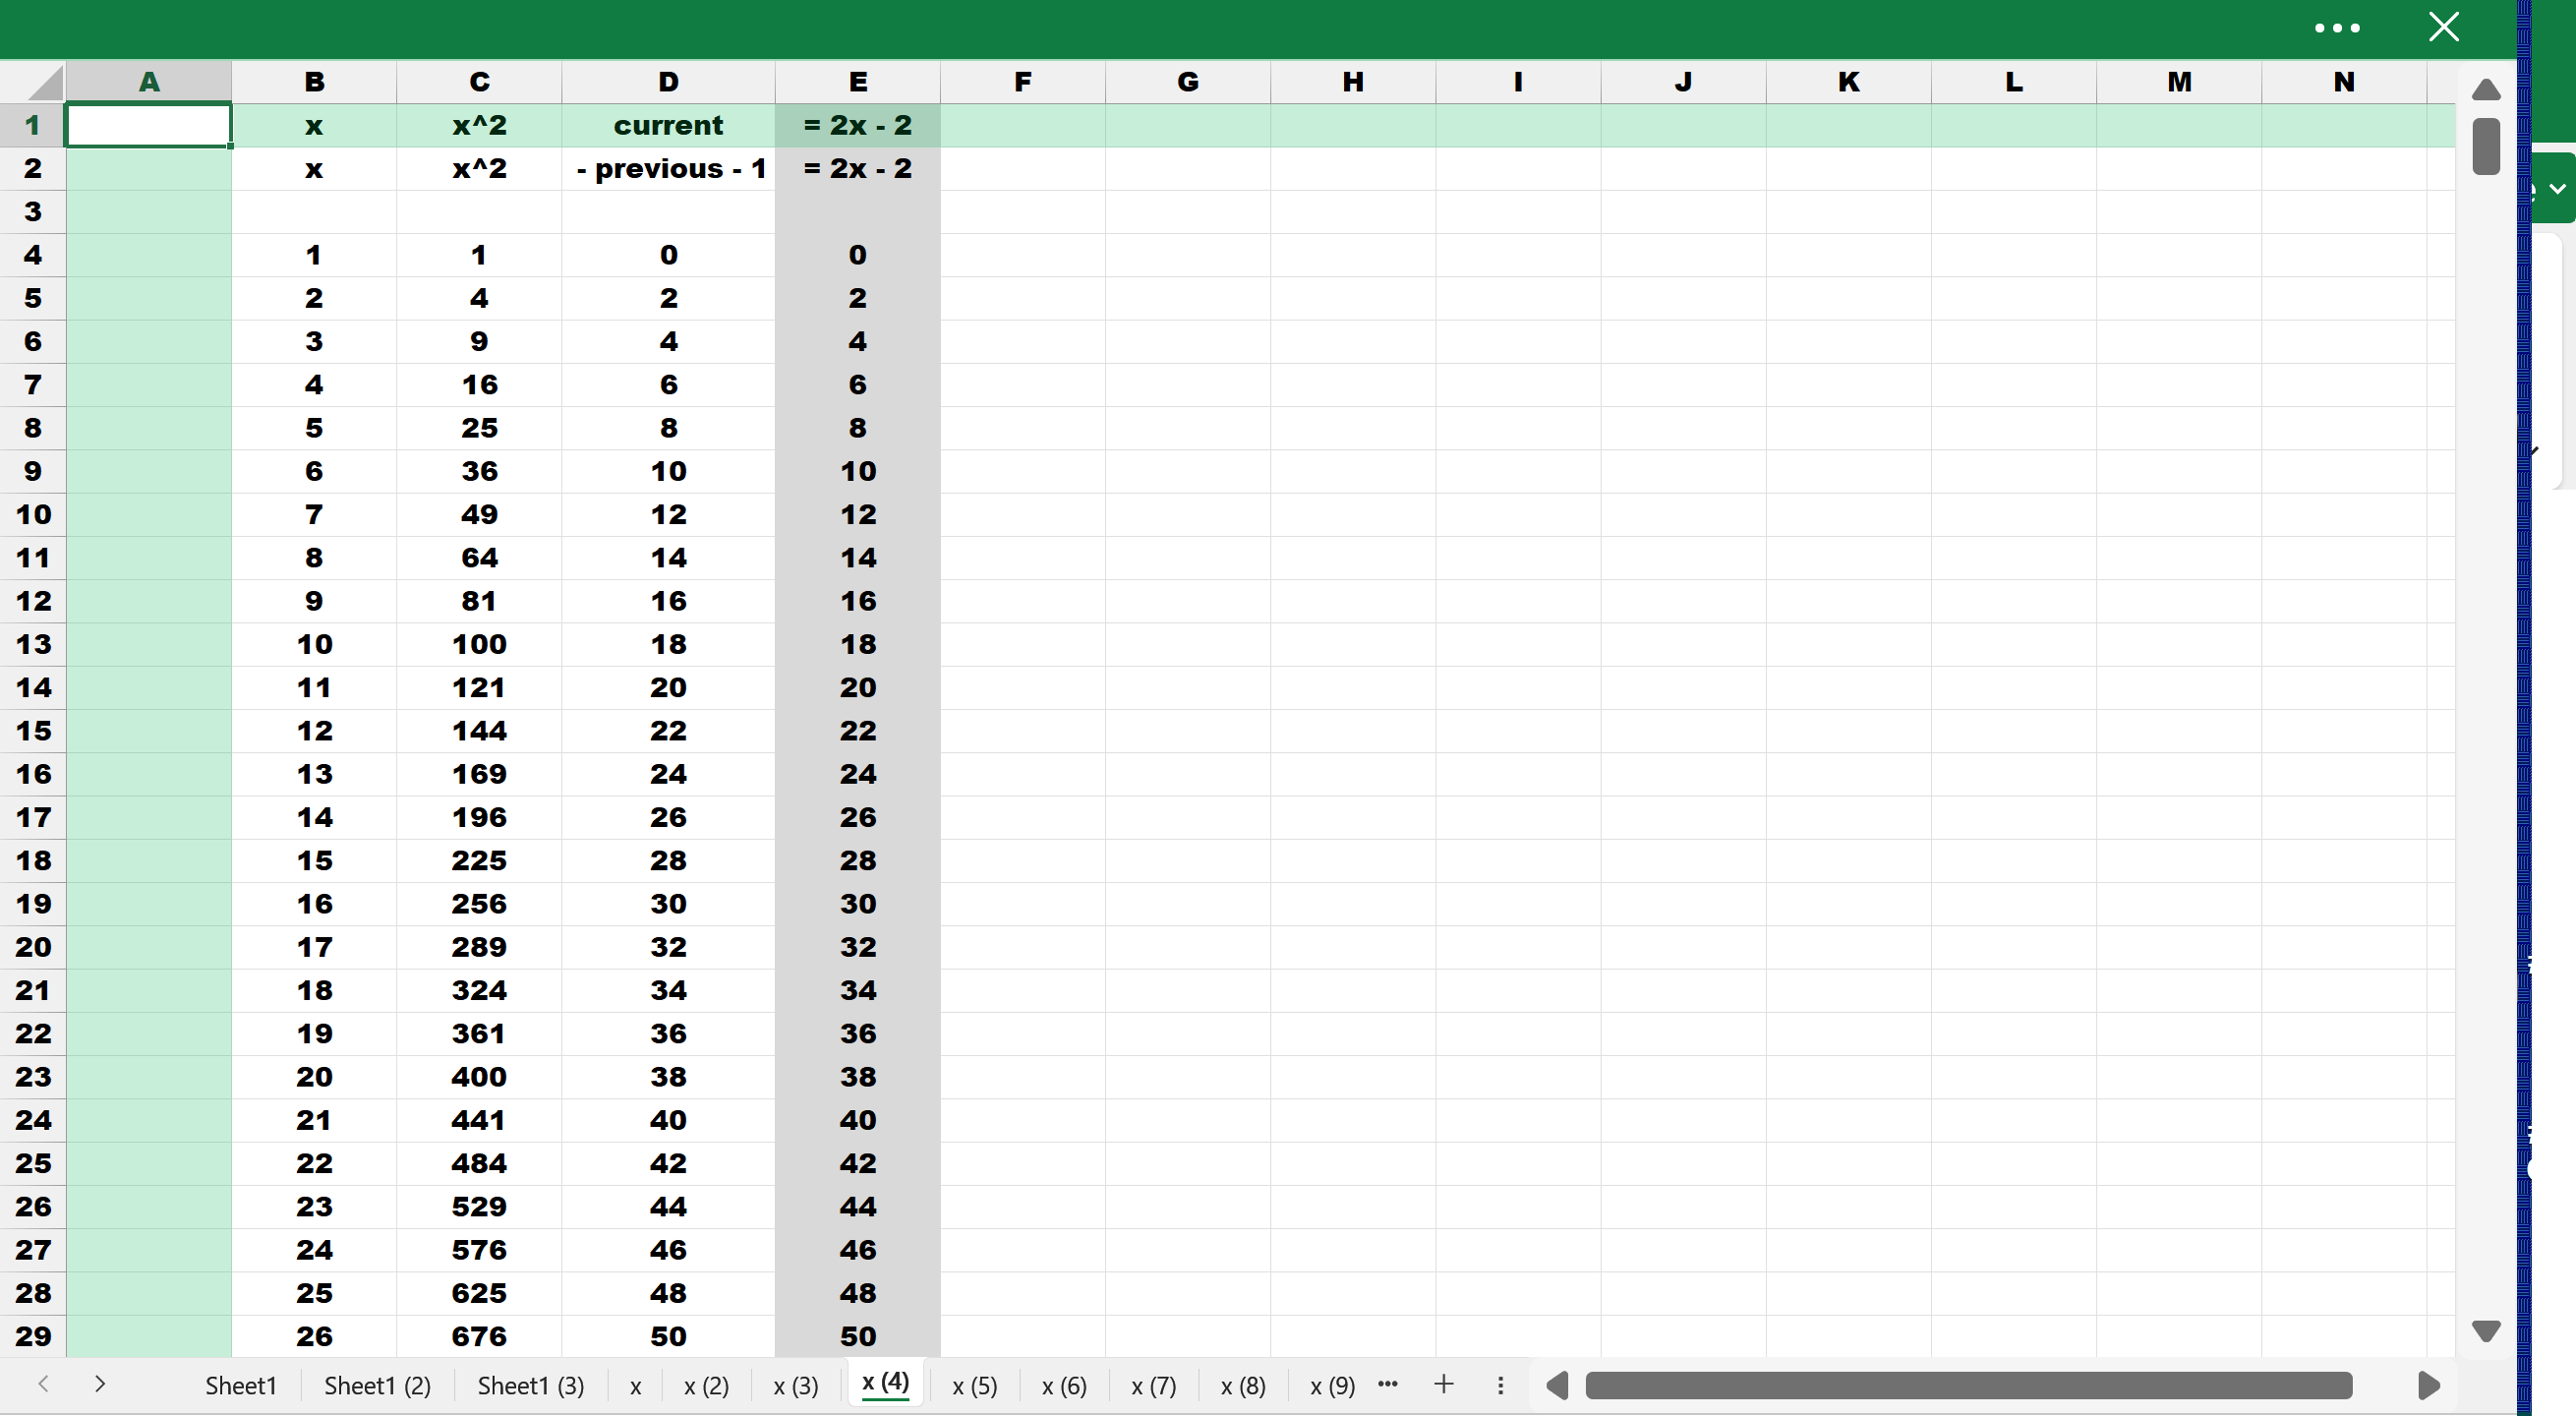 A B C D E F G H I J K L M N
1 x x^2 current = 2x - 2
2 x x^2 - previous - 1 = 2x - 2
3
4 1 1 0 0
5 2 4 2 2
6 3 9 4 4
7 4 16 6 6
8 5 25 8 8
9 6 36 10 10
10 7 49 12 12
11 8 64 14 14
12 9 81 16 16
13 10 100 18 18
14 11 121 20 20
15 12 144 22 22
16 13 169 24 24
17 14 196 26 26
18 15 225 28 28
19 16 256 30 30
20 17 289 32 32
21 18 324 34 34
22 19 361 36 36
23 20 400 38 38
24 21 441 40 40
25 22 484 42 42
26 23 529 44 44
27 24 576 46 46
28 25 625 48 48
29 26 676 50 50
Sheet1 Sheet1 (2) Sheet1 (3) x x (2) x (3) x (4) x (5) x (6) x (7) x (8) x (9)